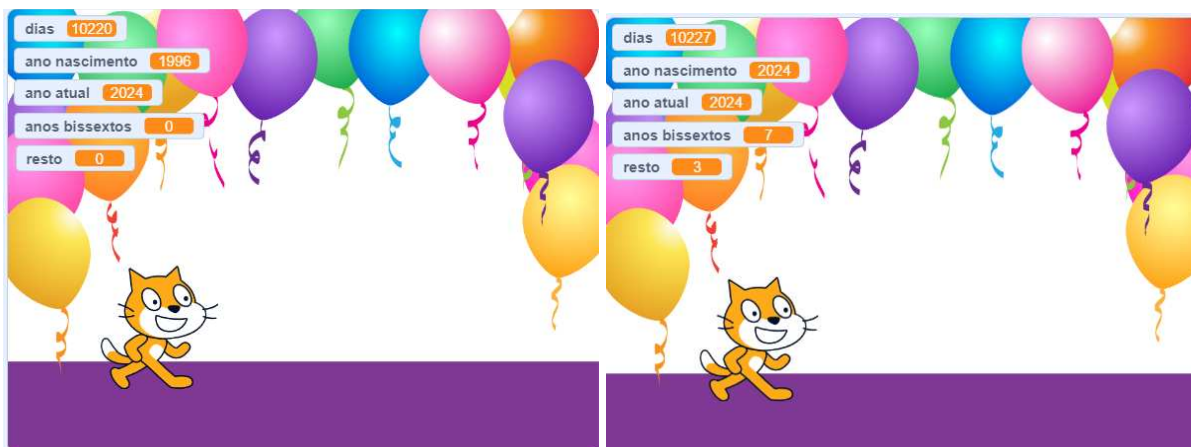 dias 10220
ano nascimento 1996
ano atual 2024
anos bissextos 0
resto 0
dias 10227
ano nascimento 2024
ano atual 2024
anos bissextos 7
resto 3